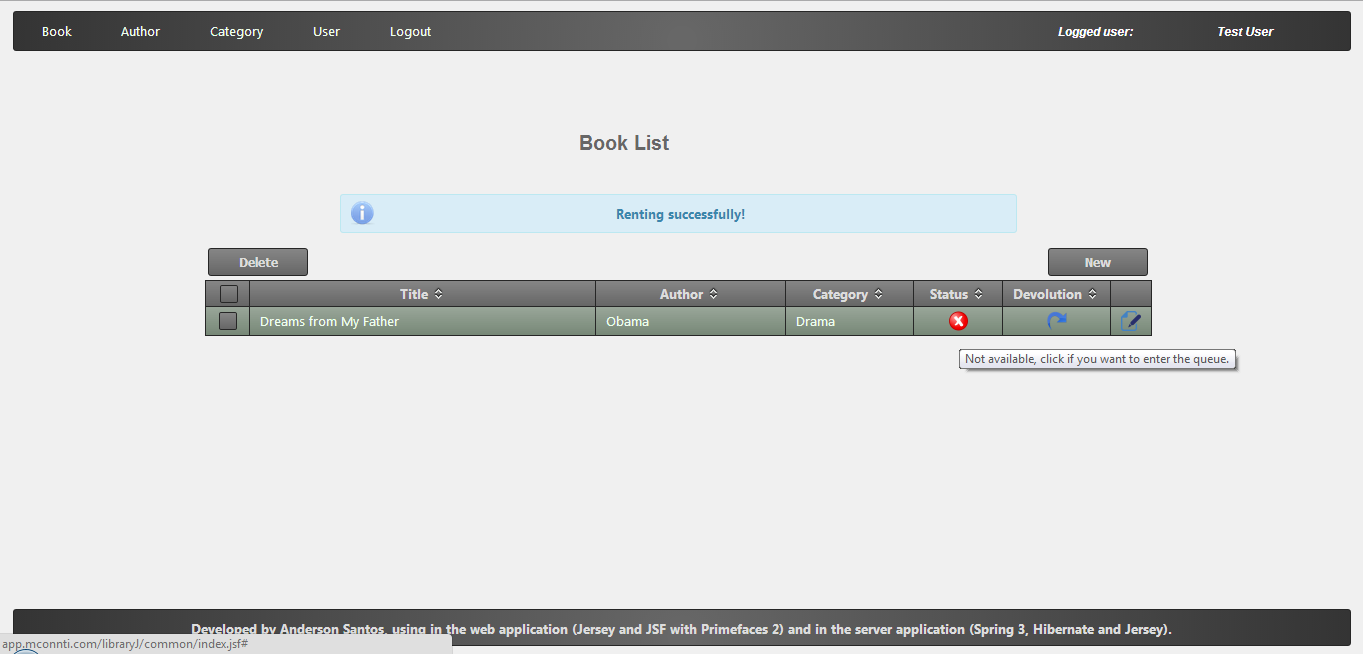 Book Author Category User Logout Logged user: Test User
Book List
Renting successfully!
Delete New
Title Author Category Status Devolution
Dreams from My Father Obama Drama
Not available, click if you want to enter the queue.
Developed by Anderson Santos, using in the web application (Jersey and JSF with Primefaces 2) and in the server application (Spring 3, Hibernate and Jersey).
app.mconnti.com/libraryJ/common/index.jsf#